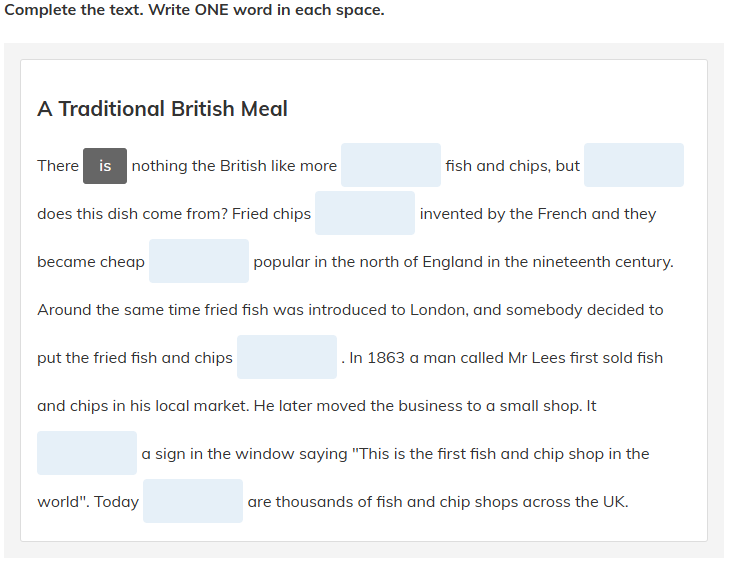 Complete the text. Write ONE word in each space.
A Traditional British Meal
There is nothing the British like more fish and chips, but
does this dish come from? Fried chips invented by the French and they
became cheap popular in the north of England in the nineteenth century.
Around the same time fried fish was introduced to London, and somebody decided to
put the fried fish and chips . In 1863 a man called Mr Lees first sold fish
and chips in his local market. He later moved the business to a small shop. It
a sign in the window saying "This is the first fish and chip shop in the
world". Today are thousands of fish and chip shops across the UK.